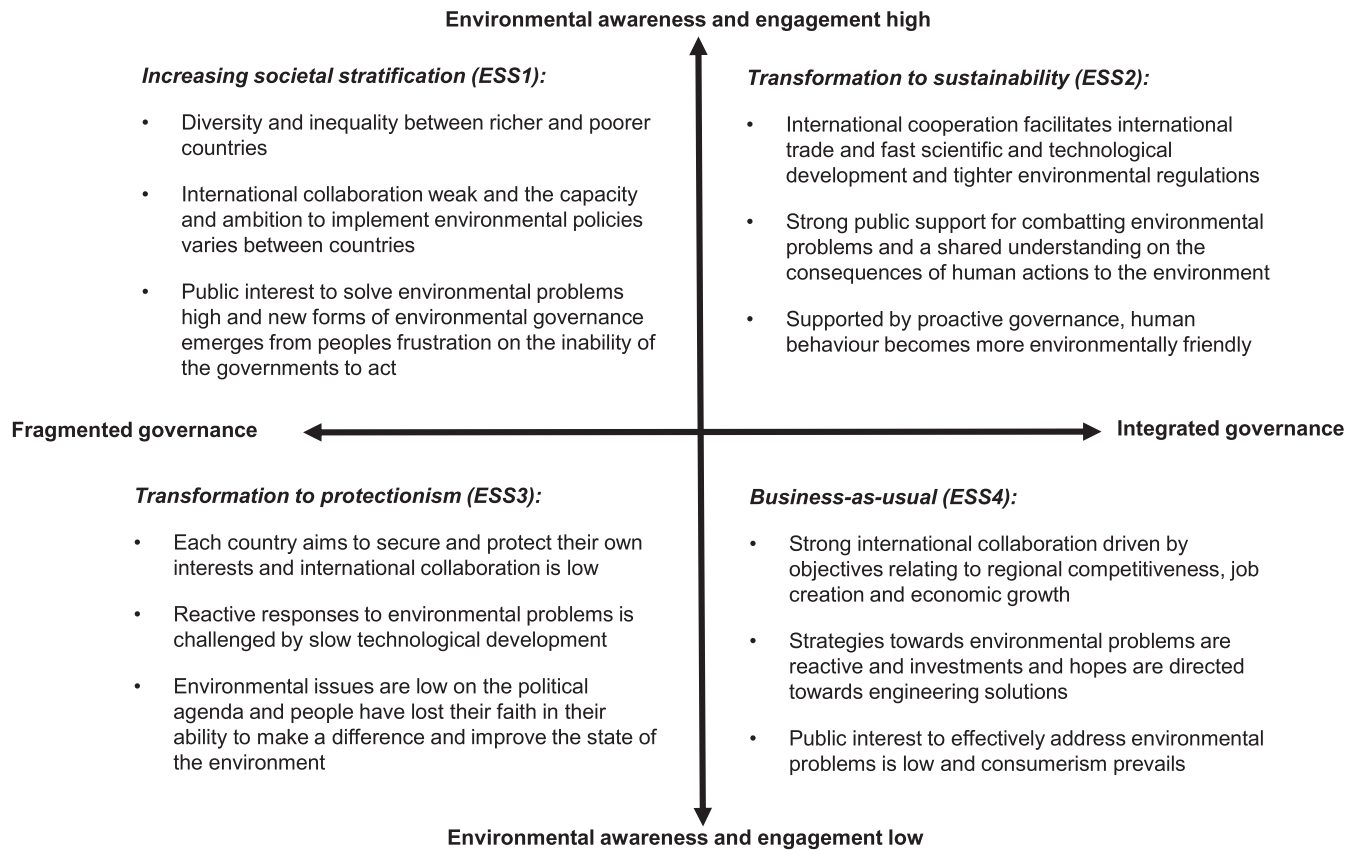 Environmental awareness and engagement high
Increasing societal stratification (ESS1):
• Diversity and inequality between richer and poorer
countries
• International collaboration weak and the capacity
and ambition to implement environmental policies
varies between countries
• Public interest to solve environmental problems
high and new forms of environmental governance
emerges from peoples frustration on the inability of
the governments to act
Transformation to sustainability (ESS2):
• International cooperation facilitates international
trade and fast scientific and technological
development and tighter environmental regulations
• Strong public support for combatting environmental
problems and a shared understanding on the
consequences of human actions to the environment
• Supported by proactive governance, human
behaviour becomes more environmentally friendly
Fragmented governance
Integrated governance
Transformation to protectionism (ESS3):
• Each country aims to secure and protect their own
interests and international collaboration is low
• Reactive responses to environmental problems is
challenged by slow technological development
• Environmental issues are low on the political
agenda and people have lost their faith in their
ability to make a difference and improve the state of
the environment
Business-as-usual (ESS4):
• Strong international collaboration driven by
objectives relating to regional competitiveness, job
creation and economic growth
• Strategies towards environmental problems are
reactive and investments and hopes are directed
towards engineering solutions
• Public interest to effectively address environmental
problems is low and consumerism prevails
Environmental awareness and engagement low